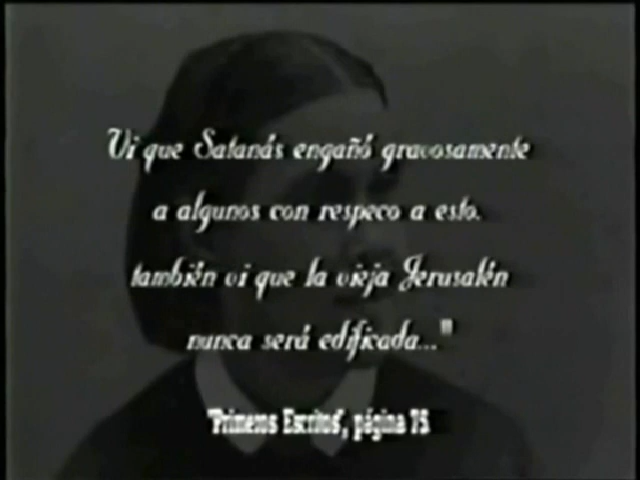 Vi que Satanás engañó gravosamente
a algunos con respeco a esto.
también vi que la vieja Jerusalén
nunca será edificada..."
"Primeros Escritos", página 75